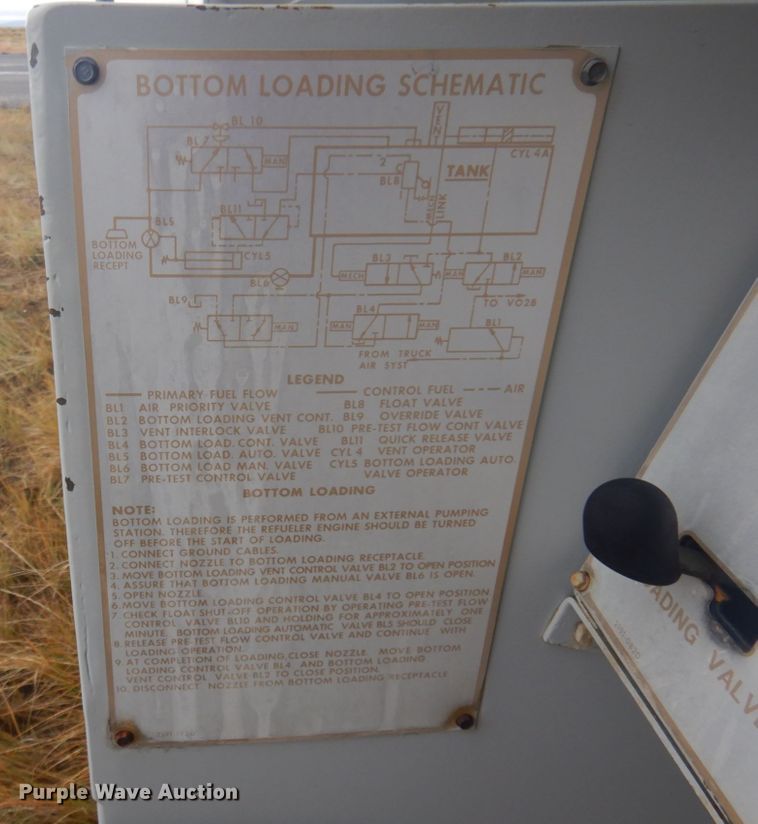 BOTTOM LOADING SCHEMATIC
BL 10
VENT
BL 7
MAN
CYL 4A
2
TANK
BL8
MECH
LINK
BL11
BL5
BOTTOM
LOADING
RECEPT
CYL5
BL6
BL3
BL2
MECH
MAN
MAN
BL9
TO VO2B
BL4
MAN
MAN
MAN
BL1
FROM TRUCK
AIR SYST
LEGEND
PRIMARY FUEL FLOW CONTROL FUEL AIR
BL1 AIR PRIORITY VALVE BL8 FLOAT VALVE
BL2 BOTTOM LOADING VENT CONT. BL9 OVERRIDE VALVE
BL3 VENT INTERLOCK VALVE BL10 PRE-TEST FLOW CONT VALVE
BL4 BOTTOM LOAD. CONT. VALVE BL11 QUICK RELEASE VALVE
BL5 BOTTOM LOAD. AUTO. VALVE CYL 4 VENT OPERATOR
BL6 BOTTOM LOAD MAN. VALVE CYL5 BOTTOM LOADING AUTO.
BL7 PRE-TEST CONTROL VALVE VALVE OPERATOR
BOTTOM LOADING
NOTE:
BOTTOM LOADING IS PERFORMED FROM AN EXTERNAL PUMPING
STATION. THEREFORE THE REFUELER ENGINE SHOULD BE TURNED
OFF BEFORE THE START OF LOADING.
1. CONNECT GROUND CABLES.
2. CONNECT NOZZLE TO BOTTOM LOADING RECEPTACLE.
3. MOVE BOTTOM LOADING VENT CONTROL VALVE BL2 TO OPEN POSITION
4. ASSURE THAT BOTTOM LOADING MANUAL VALVE BL6 IS OPEN.
5. OPEN NOZZLE.
6. MOVE BOTTOM LOADING CONTROL VALVE BL4 TO OPEN POSITION
7. CHECK FLOAT SHUT-OFF OPERATION BY OPERATING PRE-TEST FLOW
CONTROL VALVE BL10 AND HOLDING FOR APPROXIMATELY ONE
MINUTE. BOTTOM LOADING AUTOMATIC VALVE BL5 SHOULD CLOSE
8. RELEASE PRE-TEST FLOW CONTROL VALVE AND CONTINUE WITH
LOADING OPERATION.
9. AT COMPLETION OF LOADING, CLOSE NOZZLE. MOVE BOTTOM
LOADING CONTROL VALVE BL4 AND BOTTOM LOADING
VENT CONTROL VALVE BL2 TO CLOSE POSITION.
10. DISCONNECT NOZZLE FROM BOTTOM LOADING RECEPTACLE
ADING VALV
Purple Wave Auction